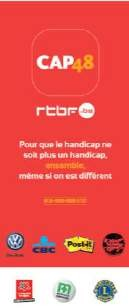 CAP48
rtbf.be
Pour que le handicap ne
soit plus un handicap,
ensemble,
même si on est différent
CBC
Post-it